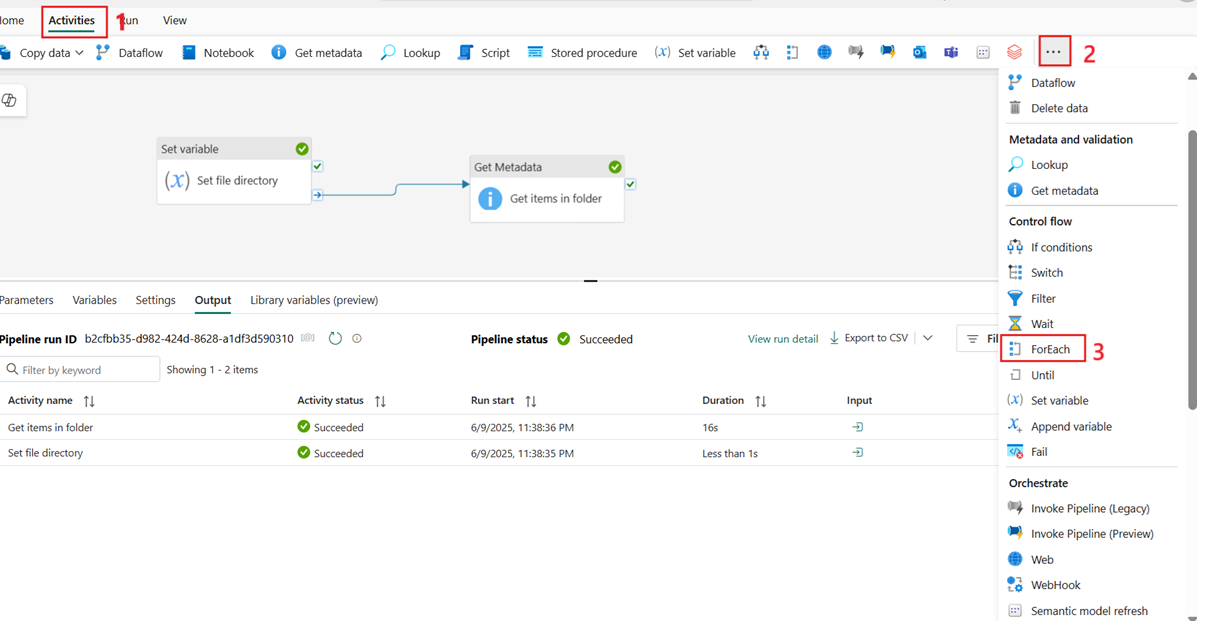 ome Activities 1 un View
Copy data Dataflow Notebook Get metadata Lookup Script Stored procedure (x) Set variable ... 2
Dataflow
Delete data
Metadata and validation
Lookup
Get metadata
Control flow
If conditions
Switch
Filter
Wait
ForEach 3
Until
(x) Set variable
Append variable
Fail
Orchestrate
Invoke Pipeline (Legacy)
Invoke Pipeline (Preview)
Web
WebHook
Semantic model refresh
Set variable
(x) Set file directory
Get Metadata
Get items in folder
Parameters Variables Settings Output Library variables (preview)
Pipeline run ID b2cfbb35-d982-424d-8628-a1df3d590310 Pipeline status Succeeded View run detail Export to CSV Fil
Filter by keyword Showing 1 - 2 items
Activity name Activity status Run start Duration Input
Get items in folder Succeeded 6/9/2025, 11:38:36 PM 16s
Set file directory Succeeded 6/9/2025, 11:38:35 PM Less than 1s